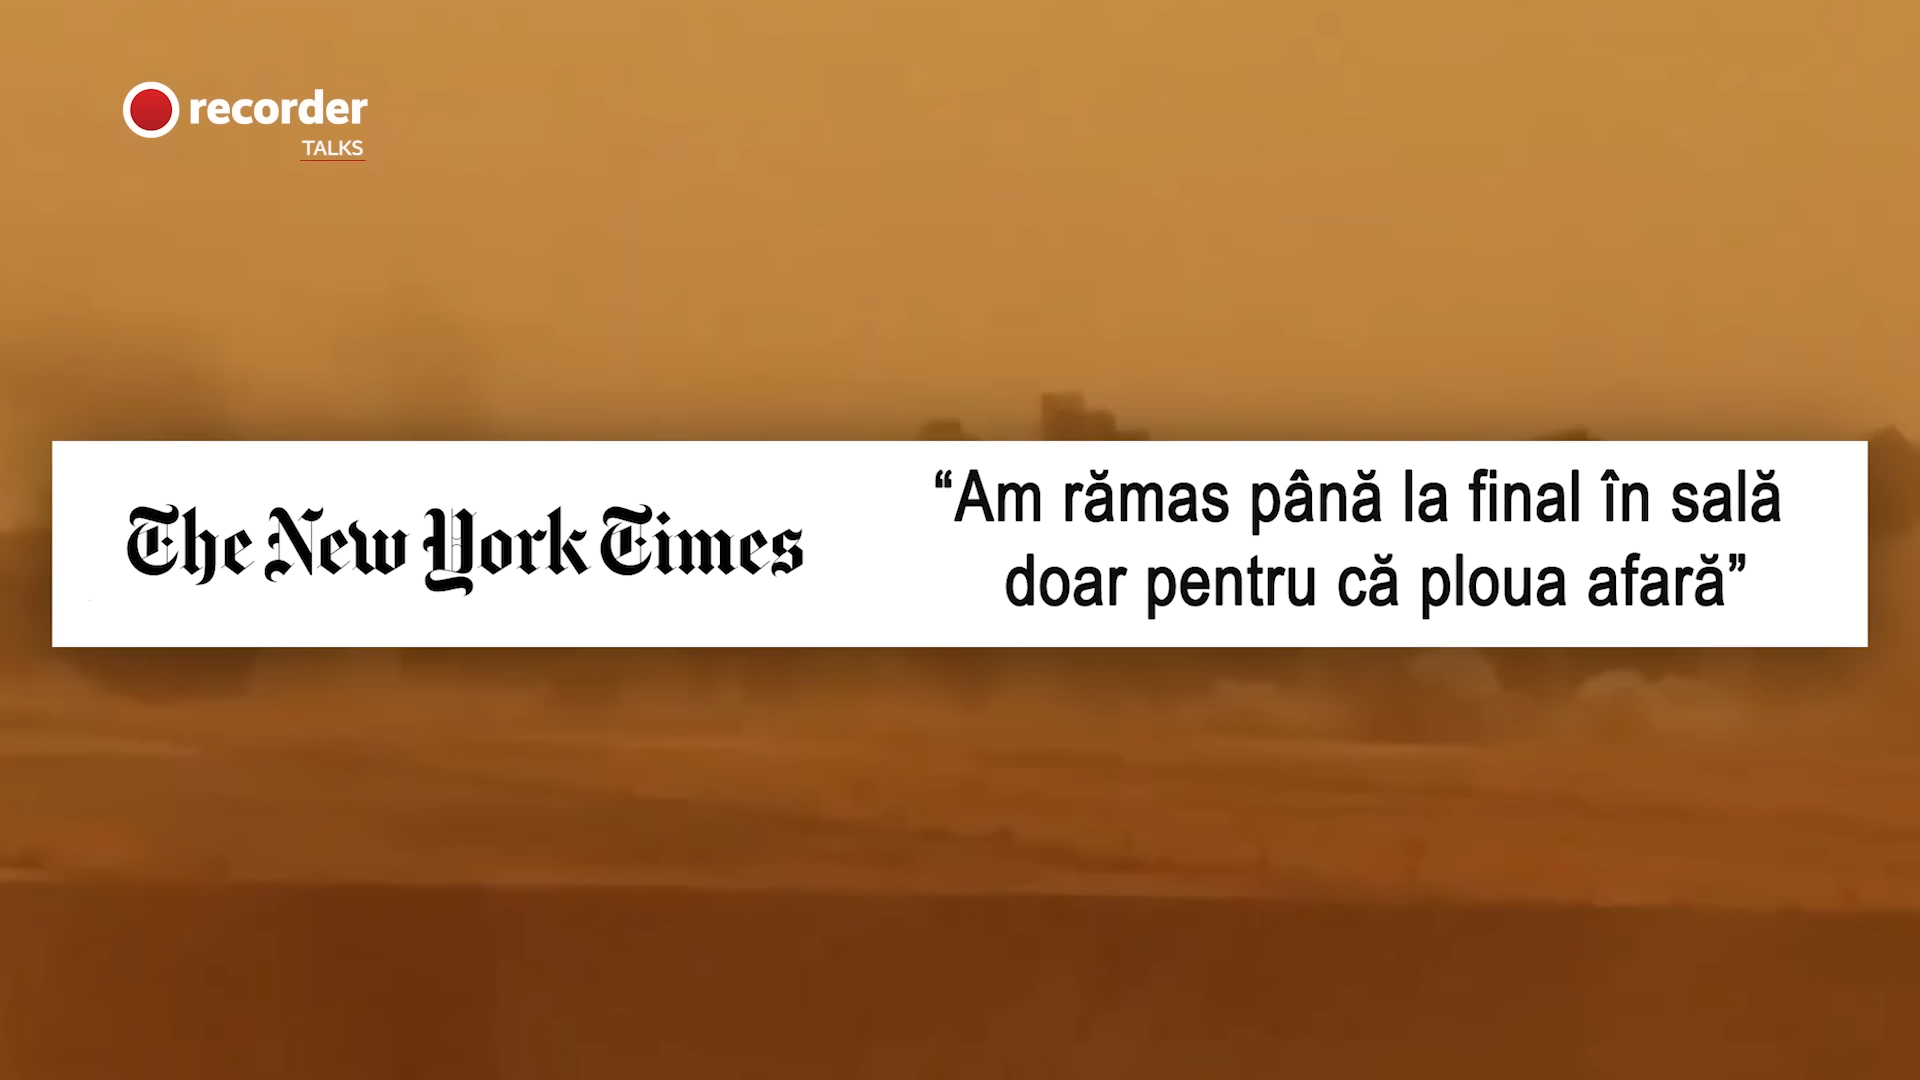 recorder
TALKS
The New York Times
“Am rămas până la final în sală
doar pentru că ploua afară”